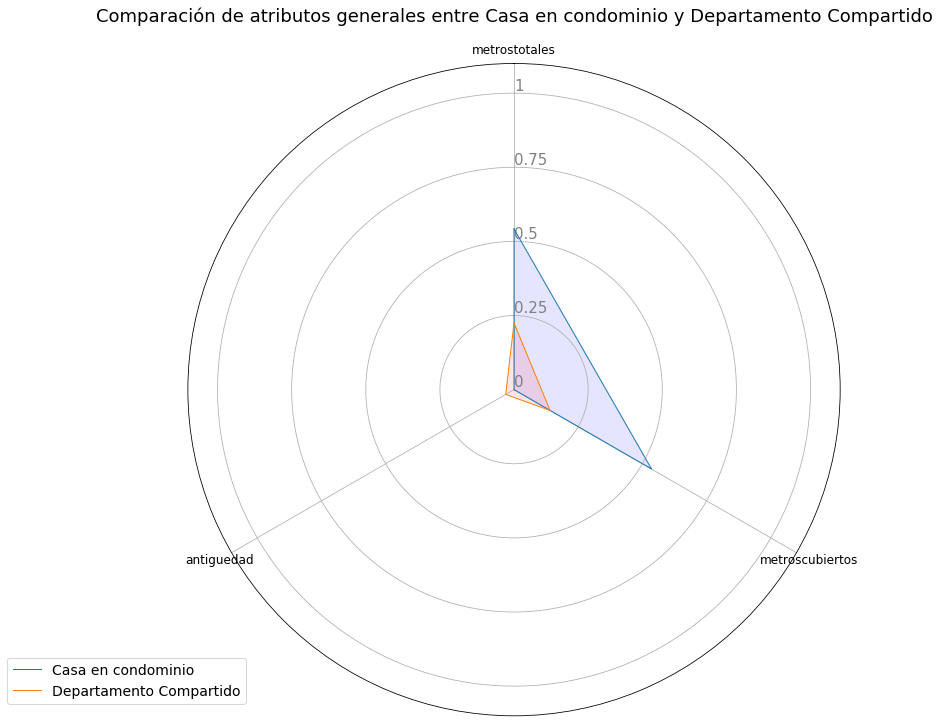 Comparación de atributos generales entre Casa en condominio y Departamento Compartido
metrostotales
1
0.75
0.5
0.25
0
antiguedad
metroscubiertos
Casa en condominio
Departamento Compartido